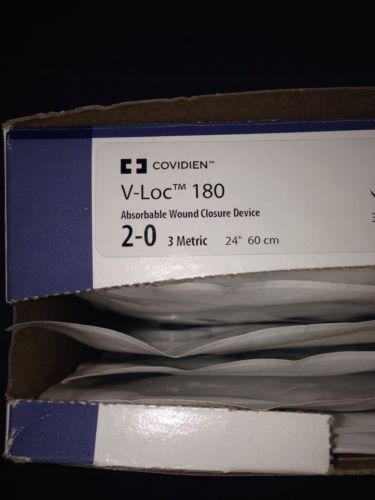 COVIDIEN™
V-Loc™ 180
Absorbable Wound Closure Device
2-0 3 Metric 24" 60 cm